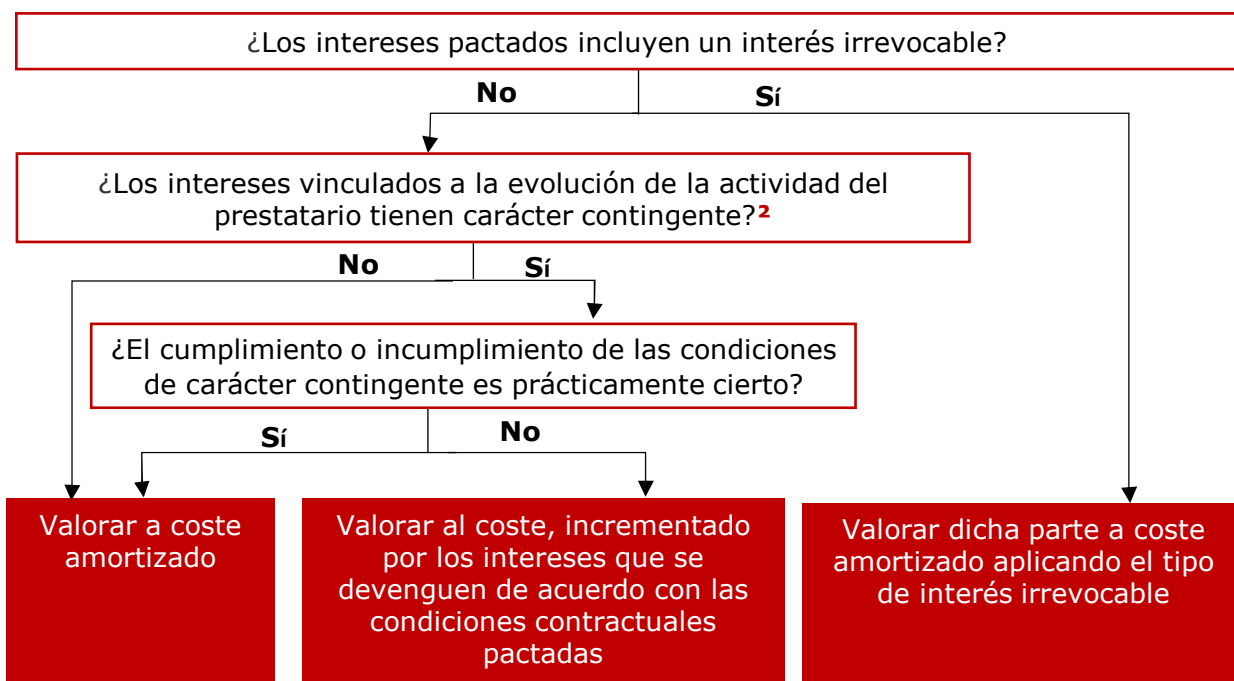 ¿Los intereses pactados incluyen un interés irrevocable?
No
Sí
¿Los intereses vinculados a la evolución de la actividad del
prestatario tienen carácter contingente?²
No
Sí
¿El cumplimiento o incumplimiento de las condiciones
de carácter contingente es prácticamente cierto?
Sí
No
Valorar a coste
amortizado
Valorar al coste, incrementado
por los intereses que se
devenguen de acuerdo con las
condiciones contractuales
pactadas
Valorar dicha parte a coste
amortizado aplicando el tipo
de interés irrevocable